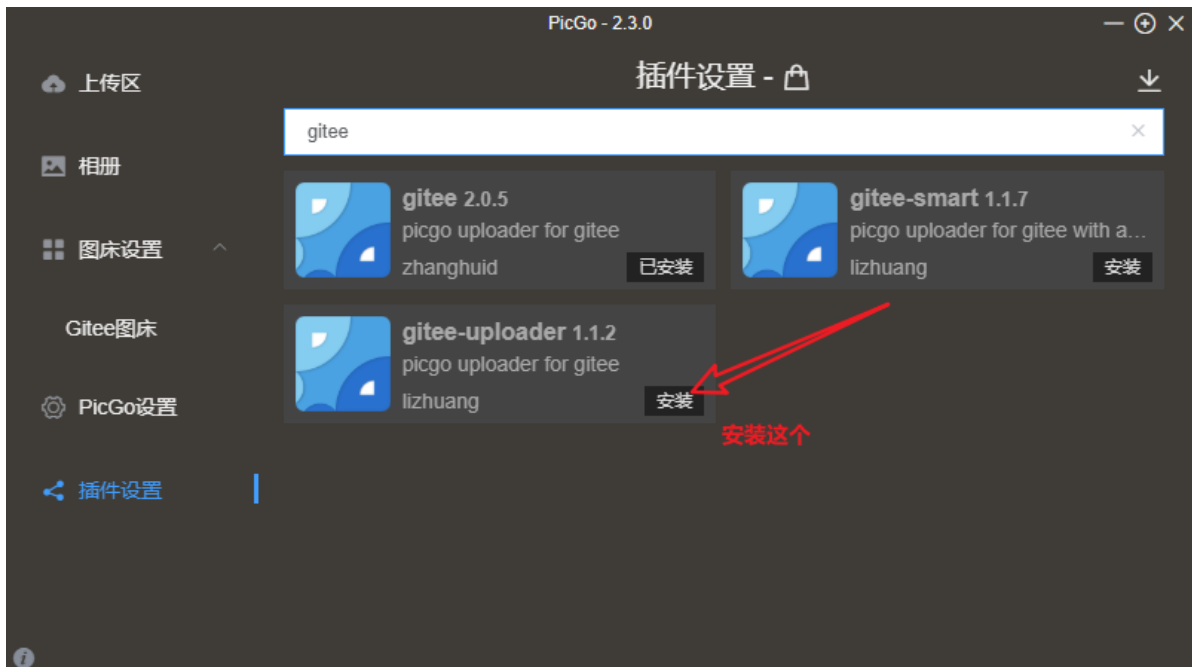 PicGo - 2.3.0
上传区
相册
图床设置
Gitee图床
PicGo设置
插件设置
插件设置 -
gitee
gitee 2.0.5
picgo uploader for gitee
zhanghuid
已安装
gitee-smart 1.1.7
picgo uploader for gitee with a...
lizhuang
安装
gitee-uploader 1.1.2
picgo uploader for gitee
lizhuang
安装
安装这个